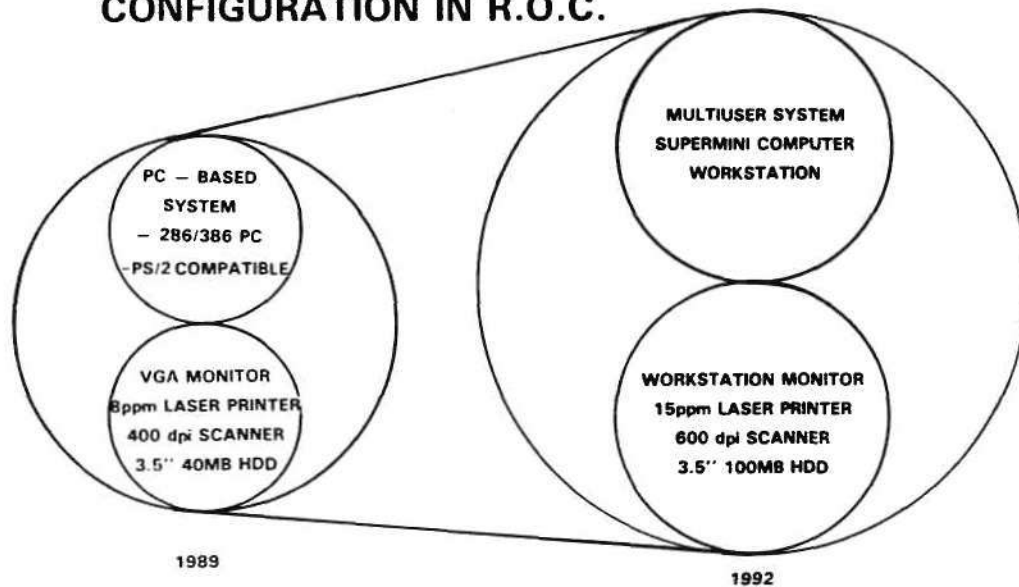 CONFIGURATION IN R.O.C.
PC – BASED
SYSTEM
– 286/386 PC
-PS/2 COMPATIBLE
VGA MONITOR
8ppm LASER PRINTER
400 dpi SCANNER
3.5'' 40MB HDD
1989
MULTIUSER SYSTEM
SUPERMINI COMPUTER
WORKSTATION
WORKSTATION MONITOR
15ppm LASER PRINTER
600 dpi SCANNER
3.5'' 100MB HDD
1992